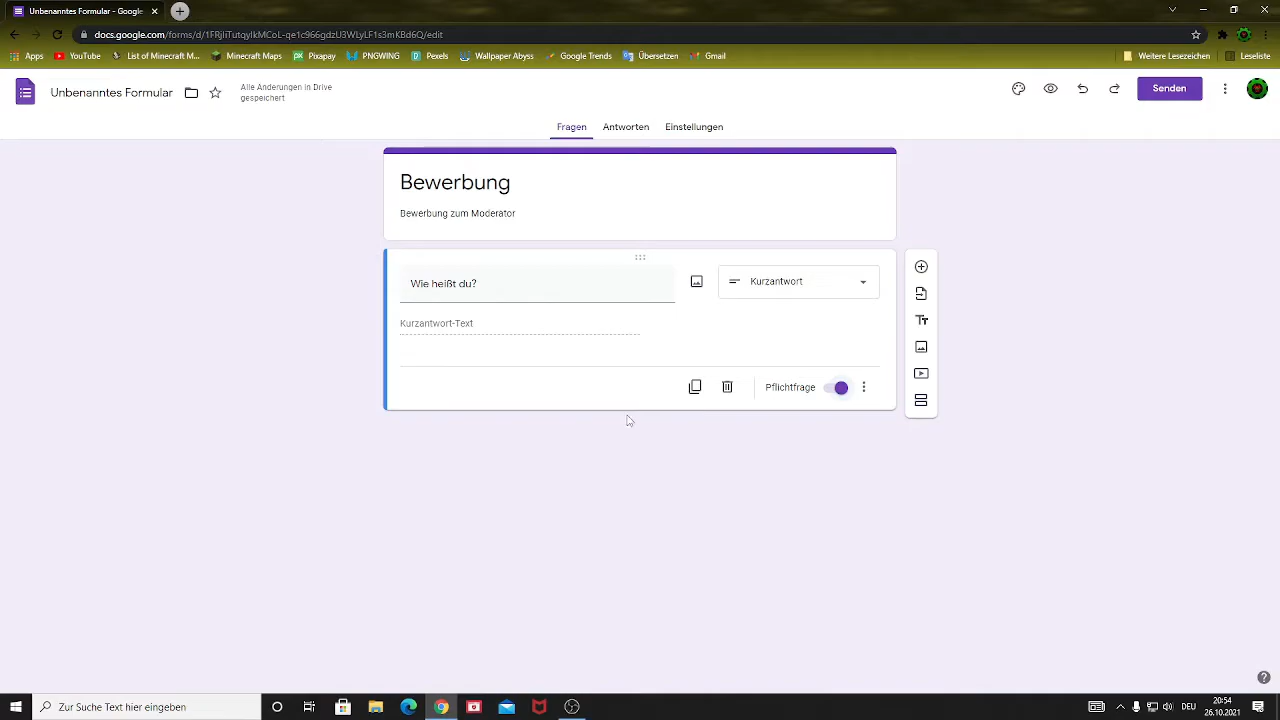 Unbenanntes Formular - Google
docs.google.com/forms/d/
/edit
Apps YouTube List of Minecraft M... Minecraft Maps Pixapay PNGWING Pexels Wallpaper Abyss Google Trends Übersetzen Gmail Weitere Lesezeichen Leseliste
Unbenanntes Formular
Alle Änderungen in Drive
gespeichert
Senden
Fragen Antworten Einstellungen
Bewerbung
Bewerbung zum Moderator
Wie heißt du?
Kurzantwort
Kurzantwort-Text
Pflichtfrage
Zur Suche Text hier eingeben
DEU
20:54
26.10.2021